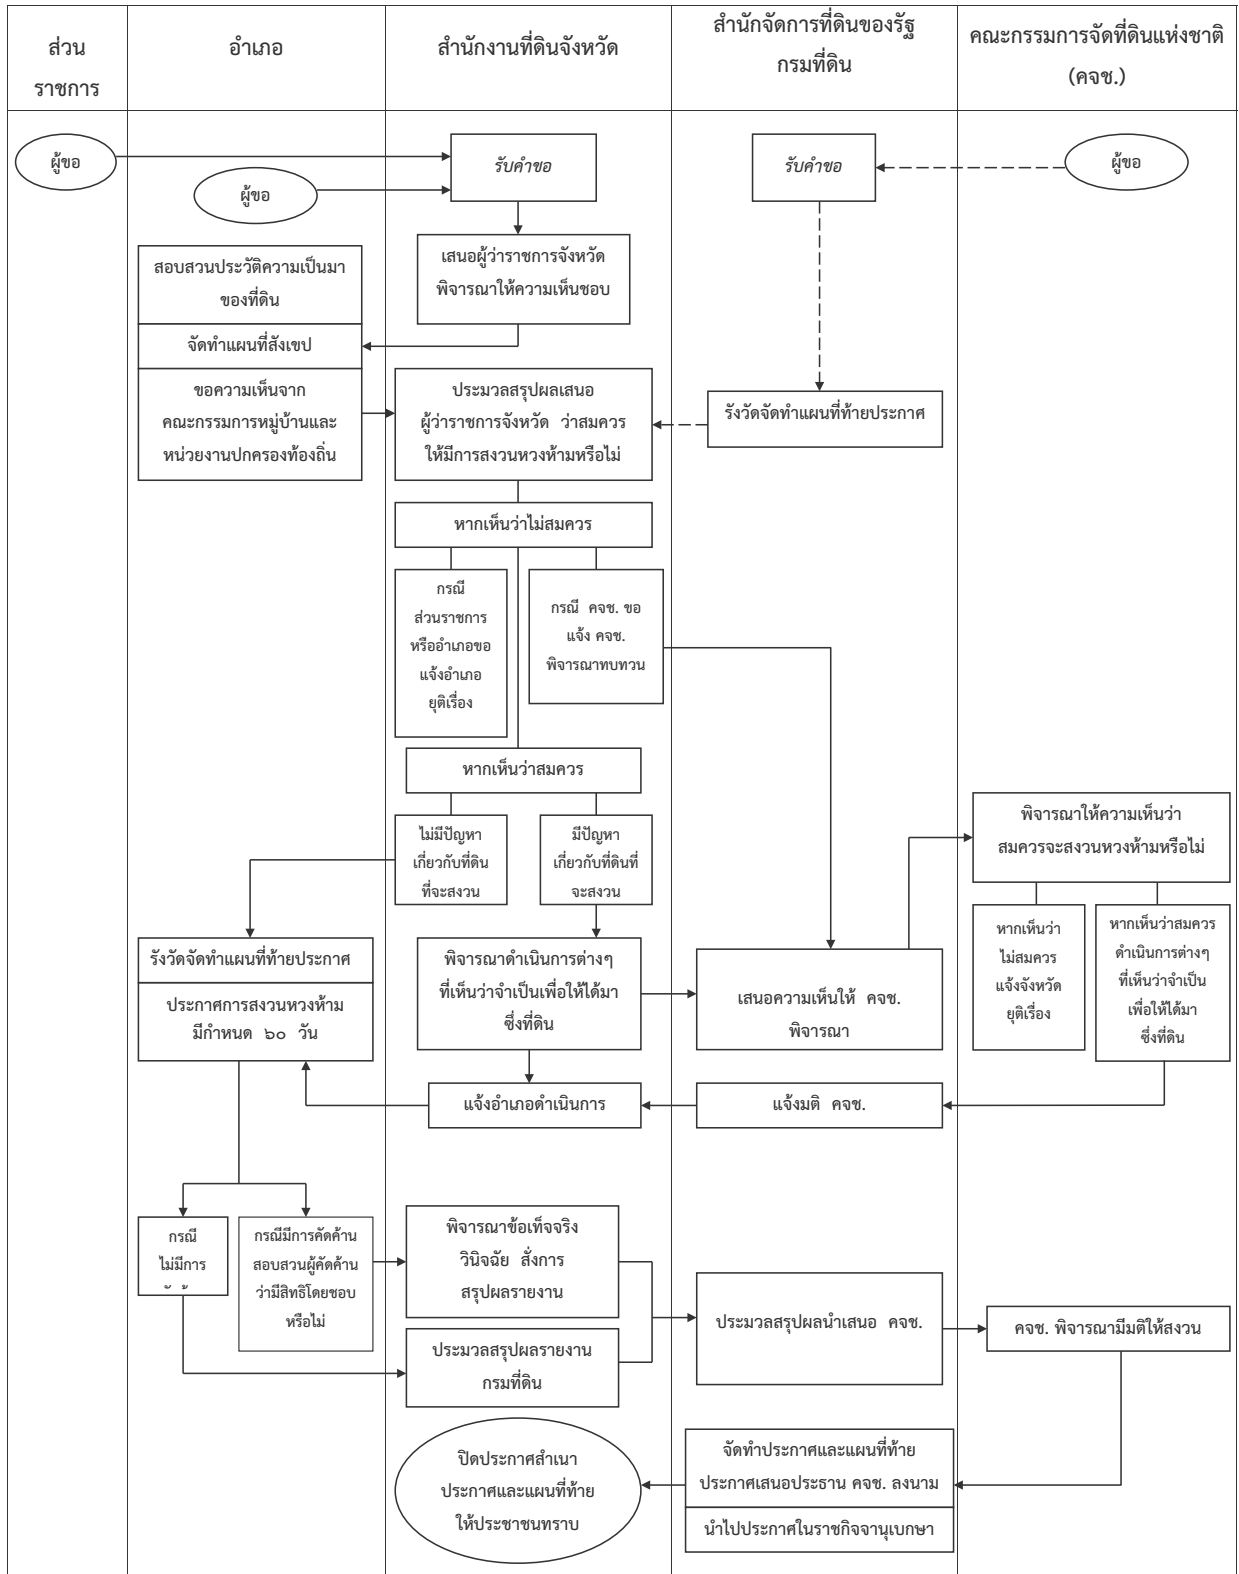 ส่วน
ราชการ
อำเภอ
สำนักงานที่ดินจังหวัด
สำนักจัดการที่ดินของรัฐ
กรมที่ดิน
คณะกรรมการจัดที่ดินแห่งชาติ
(คจช.)
ผู้ขอ
ผู้ขอ
รับคำขอ
รับคำขอ
ผู้ขอ
เสนอผู้ว่าราชการจังหวัด
พิจารณาให้ความเห็นชอบ
สอบสวนประวัติความเป็นมา
ของที่ดิน
จัดทำแผนที่สังเขป
ขอความเห็นจาก
คณะกรรมการหมู่บ้านและ
หน่วยงานปกครองท้องถิ่น
ประมวลสรุปผลเสนอ
ผู้ว่าราชการจังหวัด ว่าสมควร
ให้มีการสงวนหวงห้ามหรือไม่
รังวัดจัดทำแผนที่ท้ายประกาศ
หากเห็นว่าไม่สมควร
กรณี
ส่วนราชการ
หรืออำเภอขอ
แจ้งอำเภอ
ยุติเรื่อง
กรณี คจช. ขอ
แจ้ง คจช.
พิจารณาทบทวน
หากเห็นว่าสมควร
ไม่มีปัญหา
เกี่ยวกับที่ดิน
ที่จะสงวน
มีปัญหา
เกี่ยวกับที่ดินที่
จะสงวน
พิจารณาให้ความเห็นว่า
สมควรจะสงวนหวงห้ามหรือไม่
หากเห็นว่า
ไม่สมควร
แจ้งจังหวัด
ยุติเรื่อง
หากเห็นว่าสมควร
ดำเนินการต่างๆ
ที่เห็นว่าจำเป็น
เพื่อให้ได้มา
ซึ่งที่ดิน
รังวัดจัดทำแผนที่ท้ายประกาศ
ประกาศการสงวนหวงห้าม
มีกำหนด ๖๐ วัน
พิจารณาดำเนินการต่างๆ
ที่เห็นว่าจำเป็นเพื่อให้ได้มา
ซึ่งที่ดิน
เสนอความเห็นให้ คจช.
พิจารณา
แจ้งอำเภอดำเนินการ
แจ้งมติ คจช.
กรณี
ไม่มีการ
กรณีมีการคัดค้าน
สอบสวนผู้คัดค้าน
ว่ามีสิทธิโดยชอบ
หรือไม่
พิจารณาข้อเท็จจริง
วินิจฉัย สั่งการ
สรุปผลรายงาน
ประมวลสรุปผลรายงาน
กรมที่ดิน
ประมวลสรุปผลนำเสนอ คจช.
คจช. พิจารณามีมติให้สงวน
ปิดประกาศสำเนา
ประกาศและแผนที่ท้าย
ให้ประชาชนทราบ
จัดทำประกาศและแผนที่ท้าย
ประกาศเสนอประธาน คจช. ลงนาม
นำไปประกาศในราชกิจจานุเบกษา